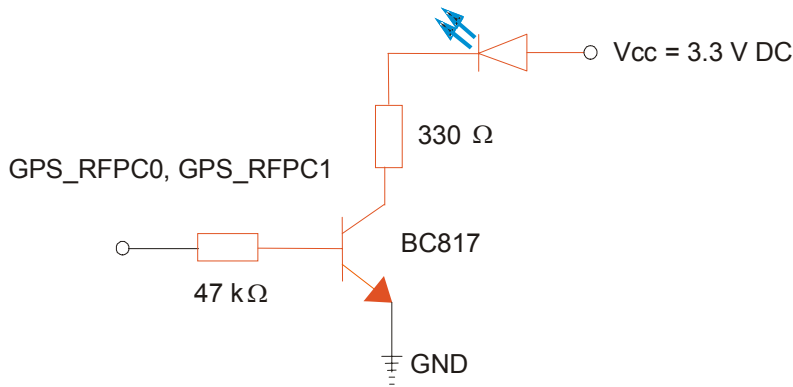 Vcc = 3.3 V DC
330 Ω
GPS_RFPC0, GPS_RFPC1
BC817
47 kΩ
GND